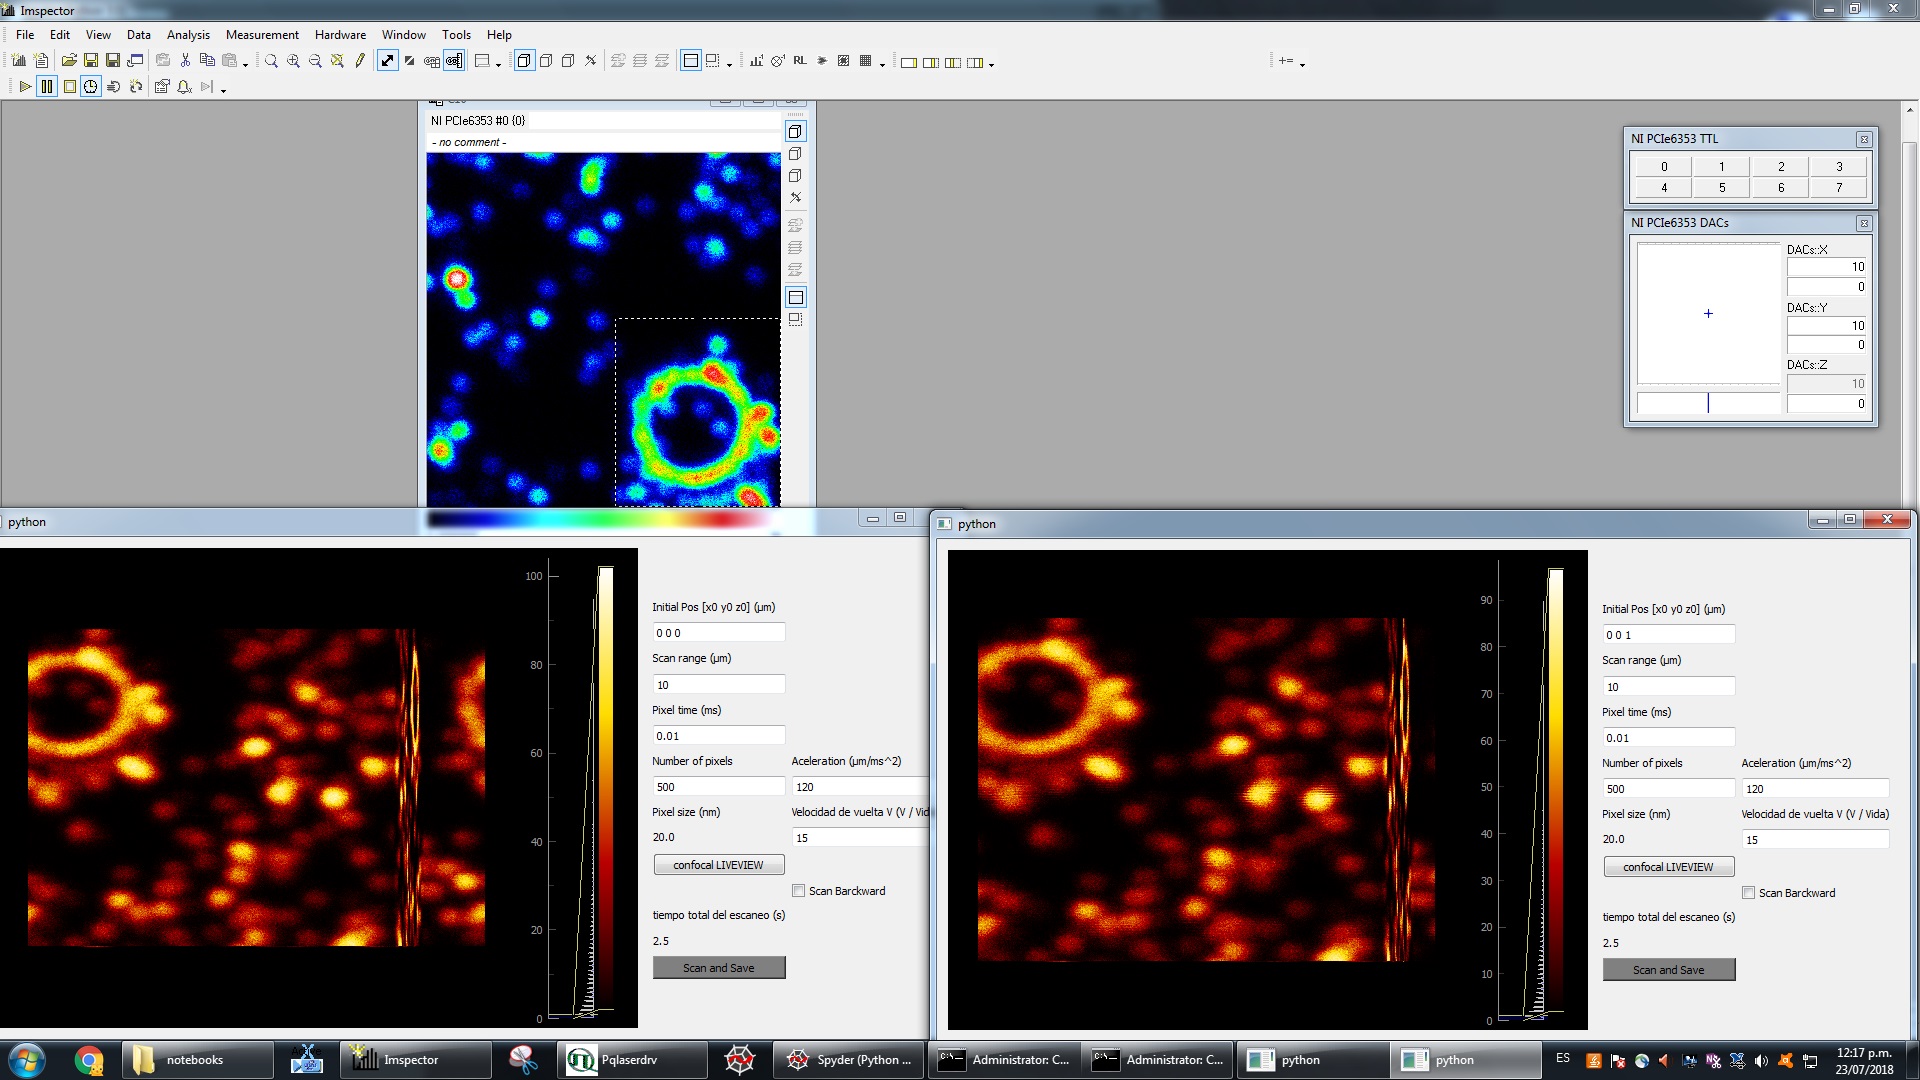 Imspector
File Edit View Data Analysis Measurement Hardware Window Tools Help
RL
+=
NI PCIe6353 #0 {0}
- no comment -
NI PCIe6353 TTL
0 1 2 3
4 5 6 7
NI PCIe6353 DACs
DACs::X
10
0
DACs::Y
10
0
DACs::Z
10
0
python
100
80
60
40
20
0
Initial Pos [x0 y0 z0] (µm)
0 0 0
Scan range (µm)
10
Pixel time (ms)
0.01
Number of pixels Aceleration (µm/ms^2)
500 120
Pixel size (nm) Velocidad de vuelta V (V / Vid
20.0 15
confocal LIVEVIEW
Scan Barckward
tiempo total del escaneo (s)
2.5
Scan and Save
python
90
80
70
60
50
40
30
20
10
0
Initial Pos [x0 y0 z0] (µm)
0 0 1
Scan range (µm)
10
Pixel time (ms)
0.01
Number of pixels Aceleration (µm/ms^2)
500 120
Pixel size (nm) Velocidad de vuelta V (V / Vida)
20.0 15
confocal LIVEVIEW
Scan Barckward
tiempo total del escaneo (s)
2.5
Scan and Save
notebooks Imspector Pqlaserdrv Spyder (Python ... Administrator: C... Administrator: C... python python ES 12:17 p.m.
23/07/2018